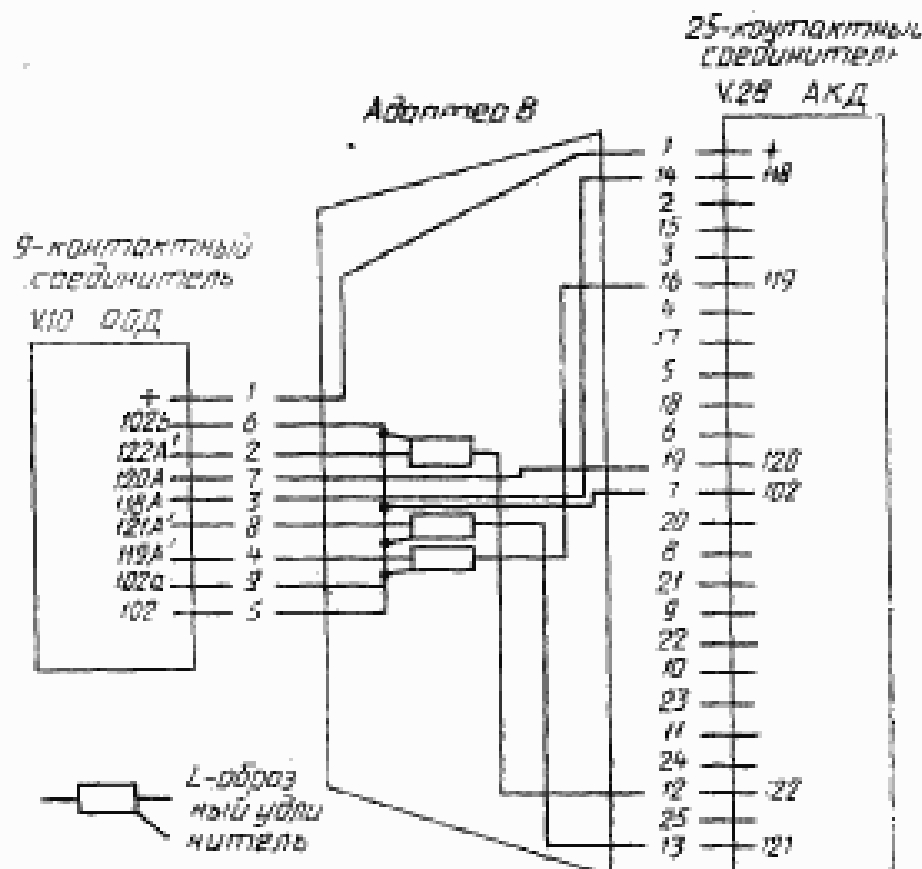 25-контактный
соединитель
V.28 АКД
Адаптер В
1 +
14 118
2
15
3
16 119
4
17
5
18
6
19 120
7 102
20
8
21
9
22
10
23
11
24
12 122
25
13 121
9-контактный
соединитель
V.10 ООД
+ 1
102b 6
122A' 2
120A 7
118A 3
121A' 8
119A' 4
102a 9
102 5
L-образ
ный удли
нитель